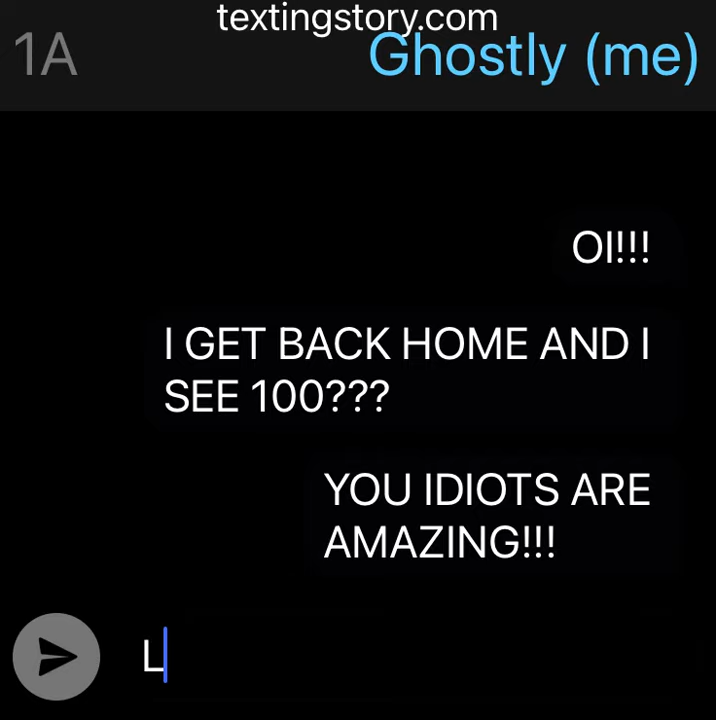 textingstory.com
1A
Ghostly (me)
OI!!!
I GET BACK HOME AND I
SEE 100???
YOU IDIOTS ARE
AMAZING!!!
L